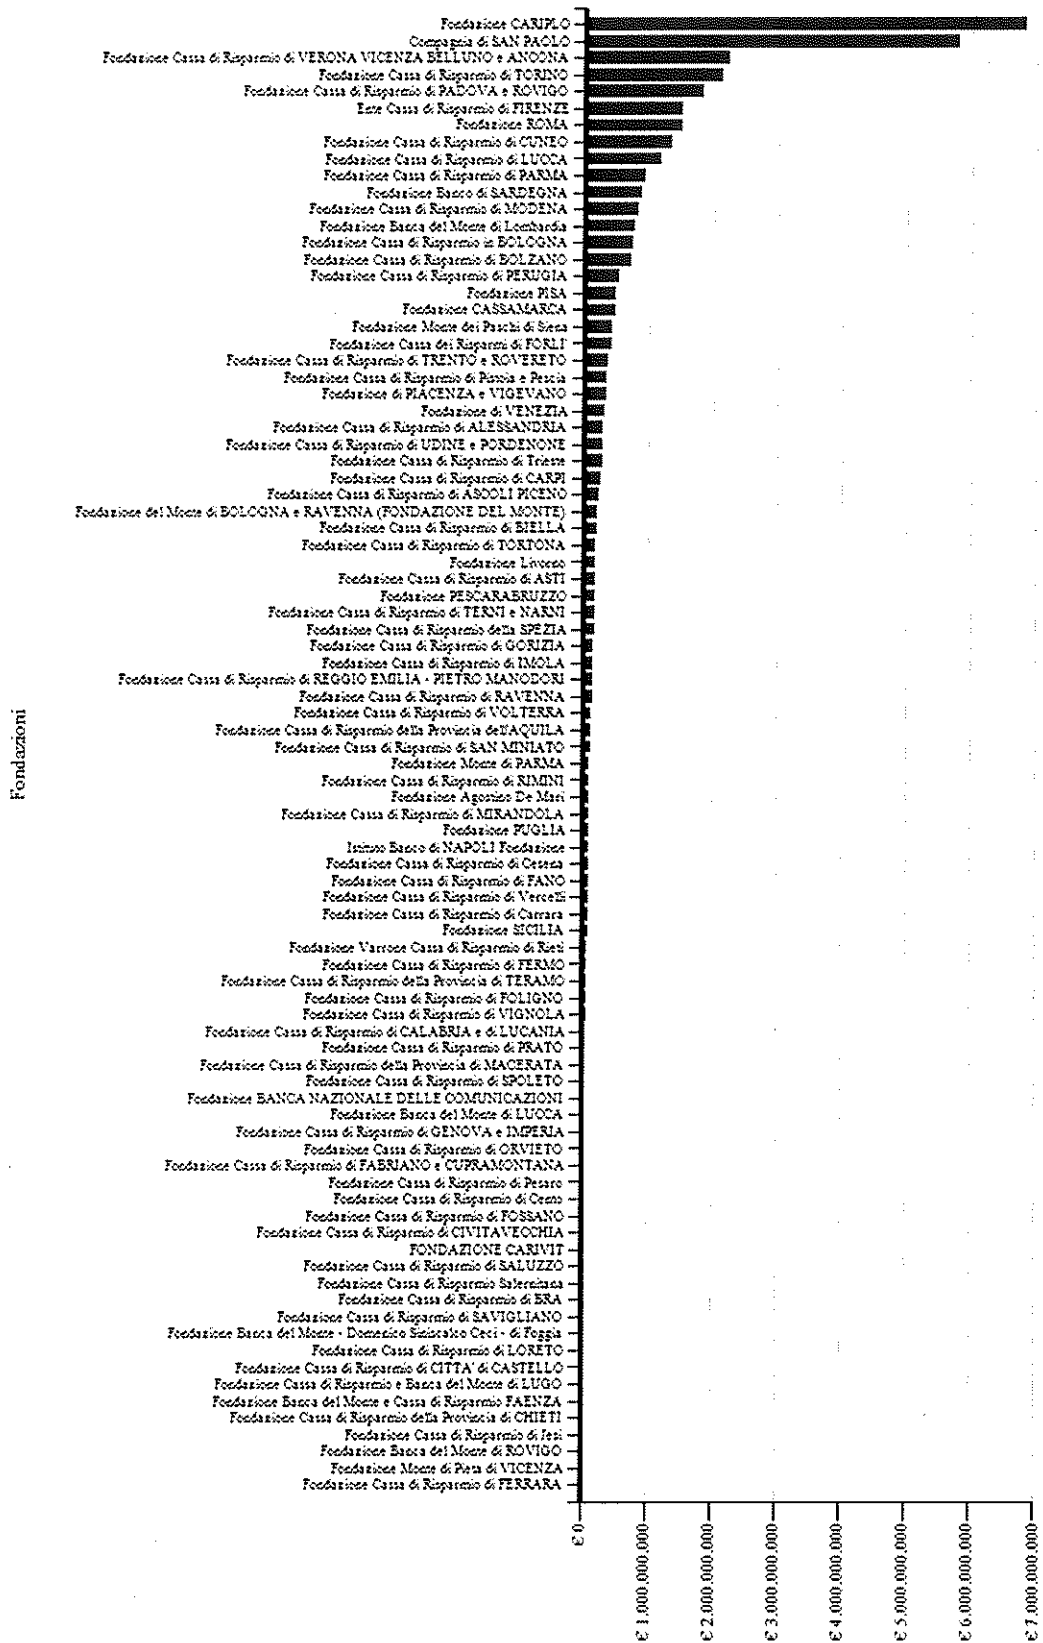 Fondazioni
Fondazione CARIPLO
Compagnia di SAN PAOLO
Fondazione Cassa di Risparmio di VERONA VICENZA BELLUNO e ANCONA
Fondazione Cassa di Risparmio di TORINO
Fondazione Cassa di Risparmio di PADOVA e ROVIGO
Ente Cassa di Risparmio di FIRENZE
Fondazione ROMA
Fondazione Cassa di Risparmio di CUNEO
Fondazione Cassa di Risparmio di LUCCA
Fondazione Cassa di Risparmio di PARMA
Fondazione Banco di SARDEGNA
Fondazione Cassa di Risparmio di MODENA
Fondazione Banca del Monte di Lombardia
Fondazione Cassa di Risparmio in BOLOGNA
Fondazione Cassa di Risparmio di BOLZANO
Fondazione Cassa di Risparmio di PERUGIA
Fondazione PISA
Fondazione CASSAMARCA
Fondazione Monte dei Paschi di Siena
Fondazione Cassa dei Risparmi di FORLI'
Fondazione Cassa di Risparmio di TRENTO e ROVERETO
Fondazione Cassa di Risparmio di Pistoia e Pescia
Fondazione di PIACENZA e VIGEVANO
Fondazione di VENEZIA
Fondazione Cassa di Risparmio di ALESSANDRIA
Fondazione Cassa di Risparmio di UDINE e PORDENONE
Fondazione Cassa di Risparmio di Trieste
Fondazione Cassa di Risparmio di CARPI
Fondazione Cassa di Risparmio di ASCOLI PICENO
Fondazione del Monte di BOLOGNA e RAVENNA (FONDAZIONE DEL MONTE)
Fondazione Cassa di Risparmio di BIELLA
Fondazione Cassa di Risparmio di TORTONA
Fondazione Livorno
Fondazione Cassa di Risparmio di ASTI
Fondazione PESCARABRUZZO
Fondazione Cassa di Risparmio di TERNI e NARNI
Fondazione Cassa di Risparmio della SPEZIA
Fondazione Cassa di Risparmio di GORIZIA
Fondazione Cassa di Risparmio di IMOLA
Fondazione Cassa di Risparmio di REGGIO EMILIA - PIETRO MANODORI
Fondazione Cassa di Risparmio di RAVENNA
Fondazione Cassa di Risparmio di VOLTERRA
Fondazione Cassa di Risparmio della Provincia dell'AQUILA
Fondazione Cassa di Risparmio di SAN MINIATO
Fondazione Monte di PARMA
Fondazione Cassa di Risparmio di RIMINI
Fondazione Agostino De Mari
Fondazione Cassa di Risparmio di MIRANDOLA
Fondazione PUGLIA
Istituto Banco di NAPOLI Fondazione
Fondazione Cassa di Risparmio di Cesena
Fondazione Cassa di Risparmio di FANO
Fondazione Cassa di Risparmio di Vercelli
Fondazione Cassa di Risparmio di Carrara
Fondazione SICILIA
Fondazione Varrone Cassa di Risparmio di Rieti
Fondazione Cassa di Risparmio di FERMO
Fondazione Cassa di Risparmio della Provincia di TERAMO
Fondazione Cassa di Risparmio di FOLIGNO
Fondazione Cassa di Risparmio di VIGNOLA
Fondazione Cassa di Risparmio di CALABRIA e di LUCANIA
Fondazione Cassa di Risparmio di PRATO
Fondazione Cassa di Risparmio della Provincia di MACERATA
Fondazione Cassa di Risparmio di SPOLETO
Fondazione BANCA NAZIONALE DELLE COMUNICAZIONI
Fondazione Banca del Monte di LUCCA
Fondazione Cassa di Risparmio di GENOVA e IMPERIA
Fondazione Cassa di Risparmio di ORVIETO
Fondazione Cassa di Risparmio di FABRIANO e CUPRAMONTANA
Fondazione Cassa di Risparmio di Pesaro
Fondazione Cassa di Risparmio di Cento
Fondazione Cassa di Risparmio di FOSSANO
Fondazione Cassa di Risparmio di CIVITAVECCHIA
FONDAZIONE CARIVIT
Fondazione Cassa di Risparmio di SALUZZO
Fondazione Cassa di Risparmio Salernitana
Fondazione Cassa di Risparmio di BRA
Fondazione Cassa di Risparmio di SAVIGLIANO
Fondazione Banca del Monte - Domenico Siniscalco Ceci - di Foggia
Fondazione Cassa di Risparmio di LORETO
Fondazione Cassa di Risparmio di CITTA' di CASTELLO
Fondazione Cassa di Risparmio e Banca del Monte di LUGO
Fondazione Banca del Monte e Cassa di Risparmio FAENZA
Fondazione Cassa di Risparmio della Provincia di CHIETI
Fondazione Cassa di Risparmio di Jesi
Fondazione Banca del Monte di ROVIGO
Fondazione Monte di Pieta di VICENZA
Fondazione Cassa di Risparmio di FERRARA
€ 0
€ 1.000.000.000
€ 2.000.000.000
€ 3.000.000.000
€ 4.000.000.000
€ 5.000.000.000
€ 6.000.000.000
€ 7.000.000.000